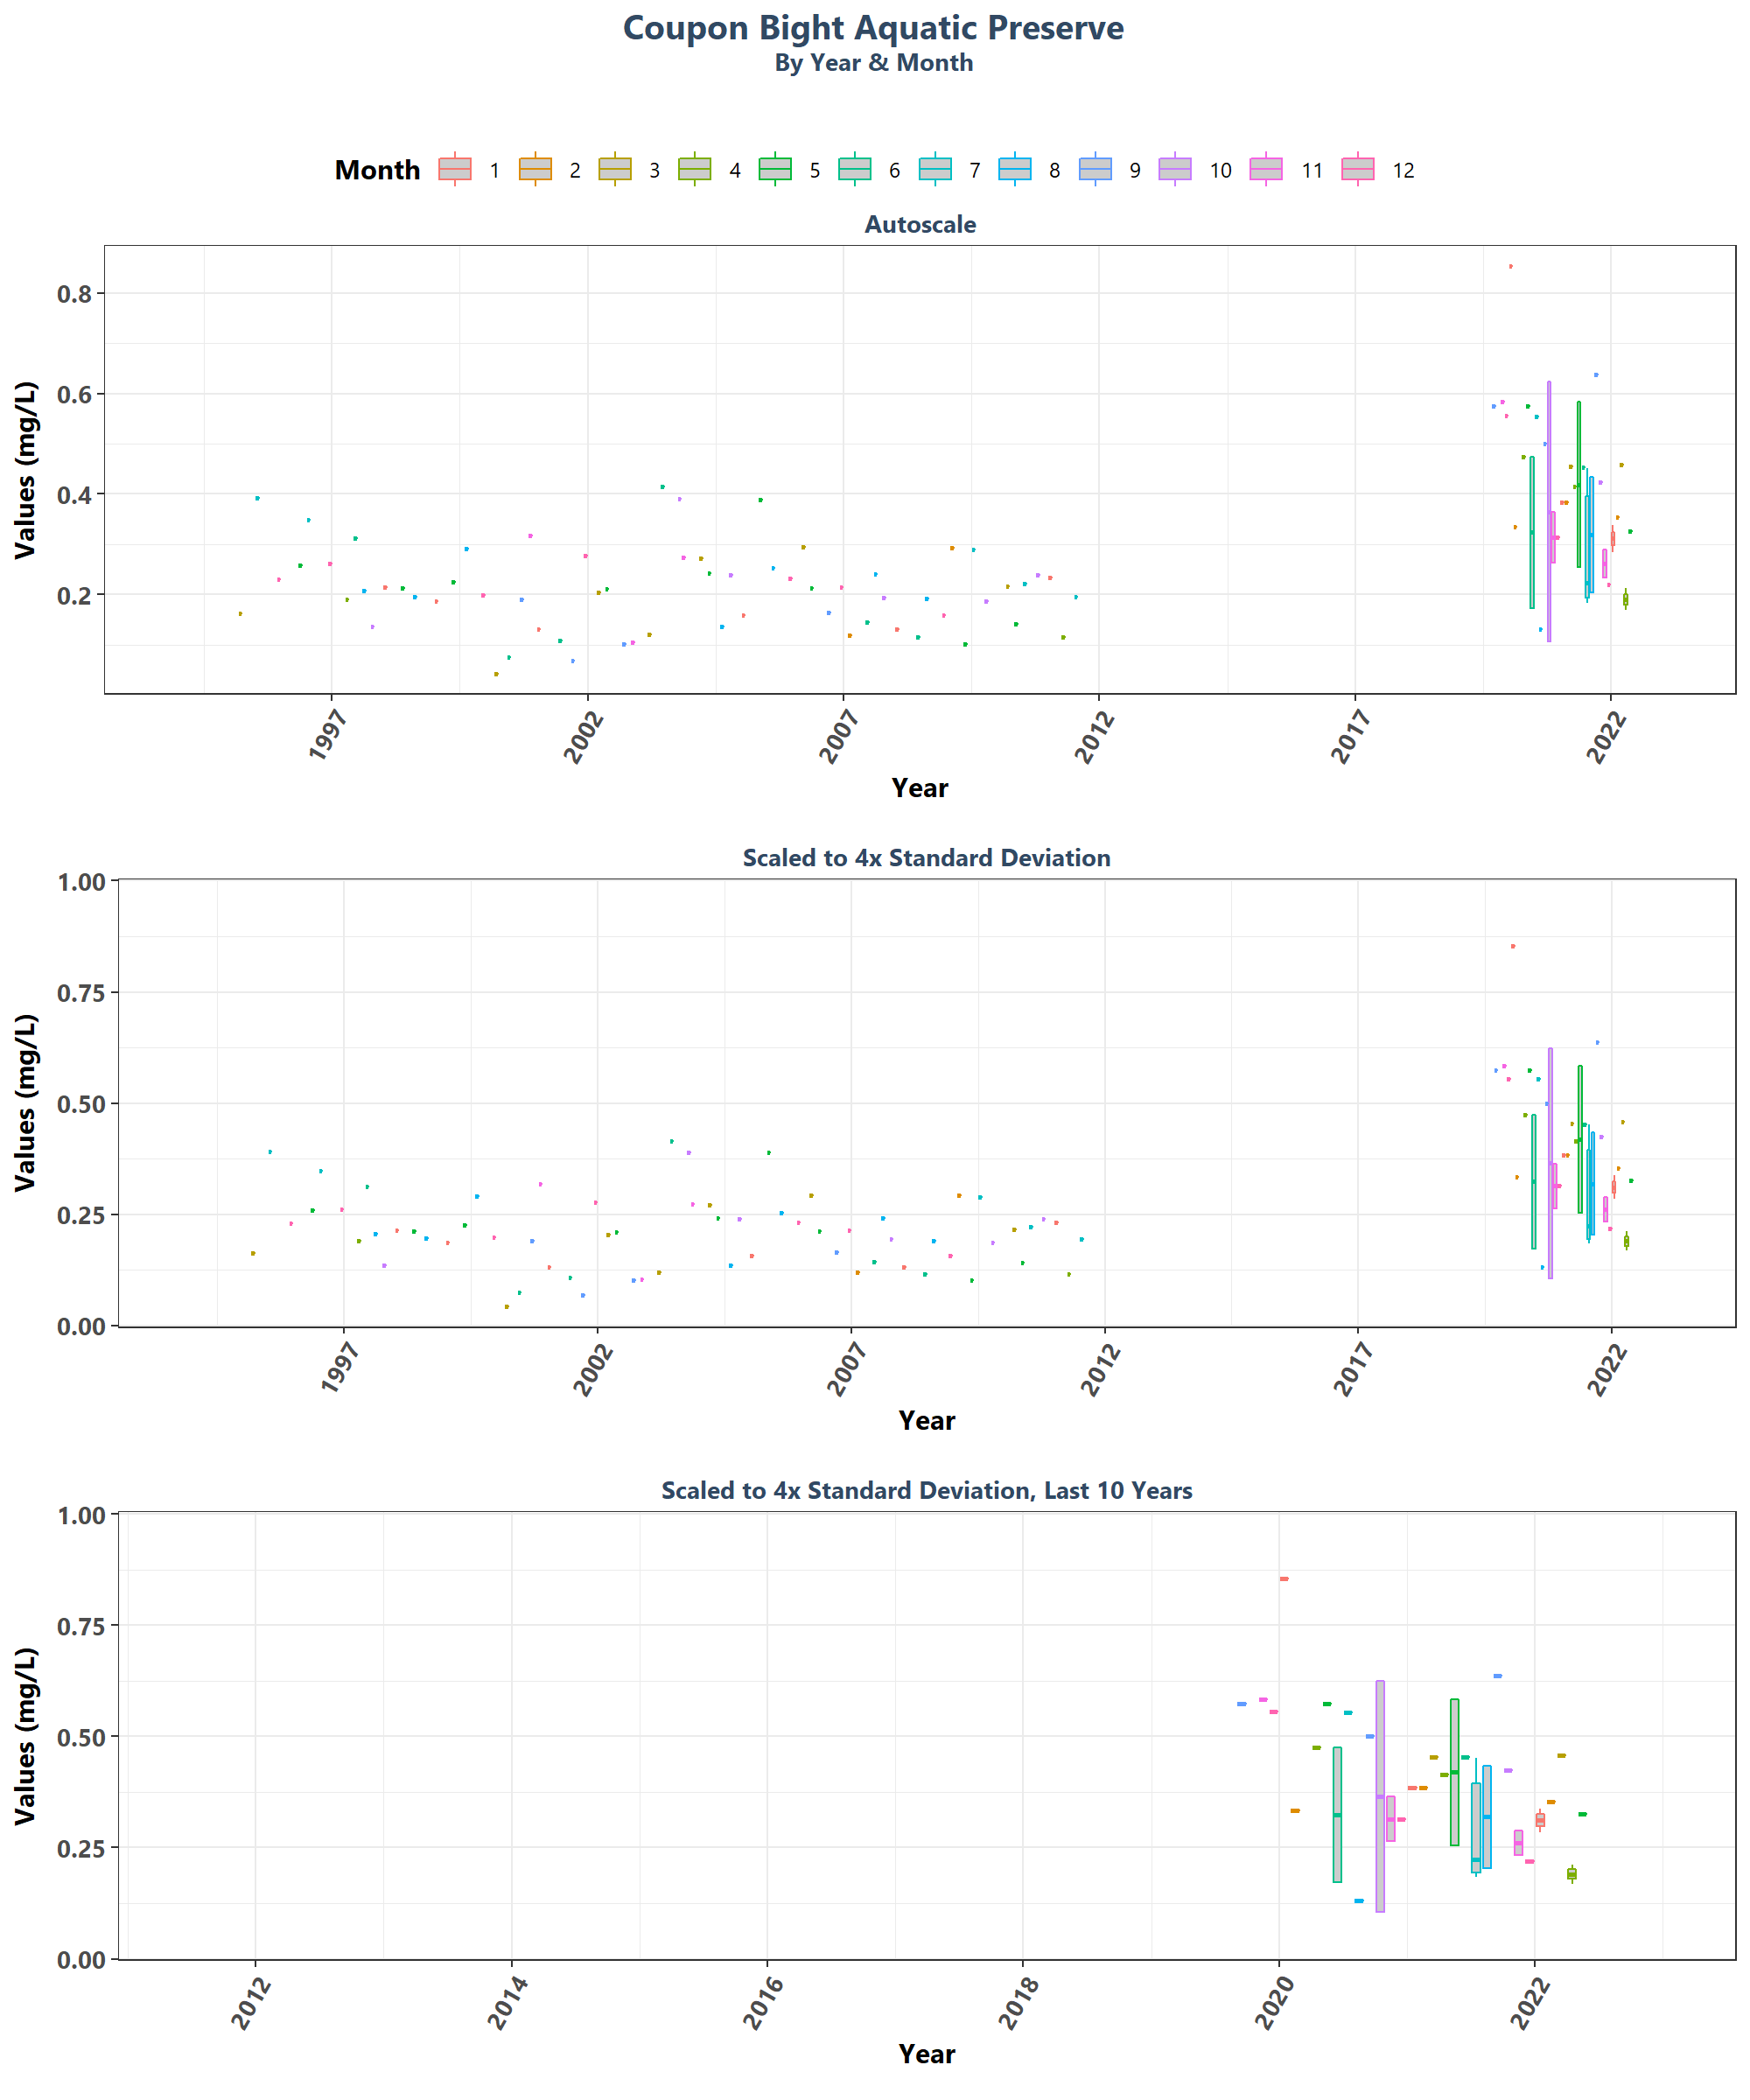 Coupon Bight Aquatic Preserve
By Year & Month
Month 1 2 3 4 5 6 7 8 9 10 11 12
Autoscale
Values (mg/L)
0.8
0.6
0.4
0.2
1997 2002 2007 2012 2017 2022
Year
Scaled to 4x Standard Deviation
Values (mg/L)
1.00
0.75
0.50
0.25
0.00
1997 2002 2007 2012 2017 2022
Year
Scaled to 4x Standard Deviation, Last 10 Years
Values (mg/L)
1.00
0.75
0.50
0.25
0.00
2012 2014 2016 2018 2020 2022
Year